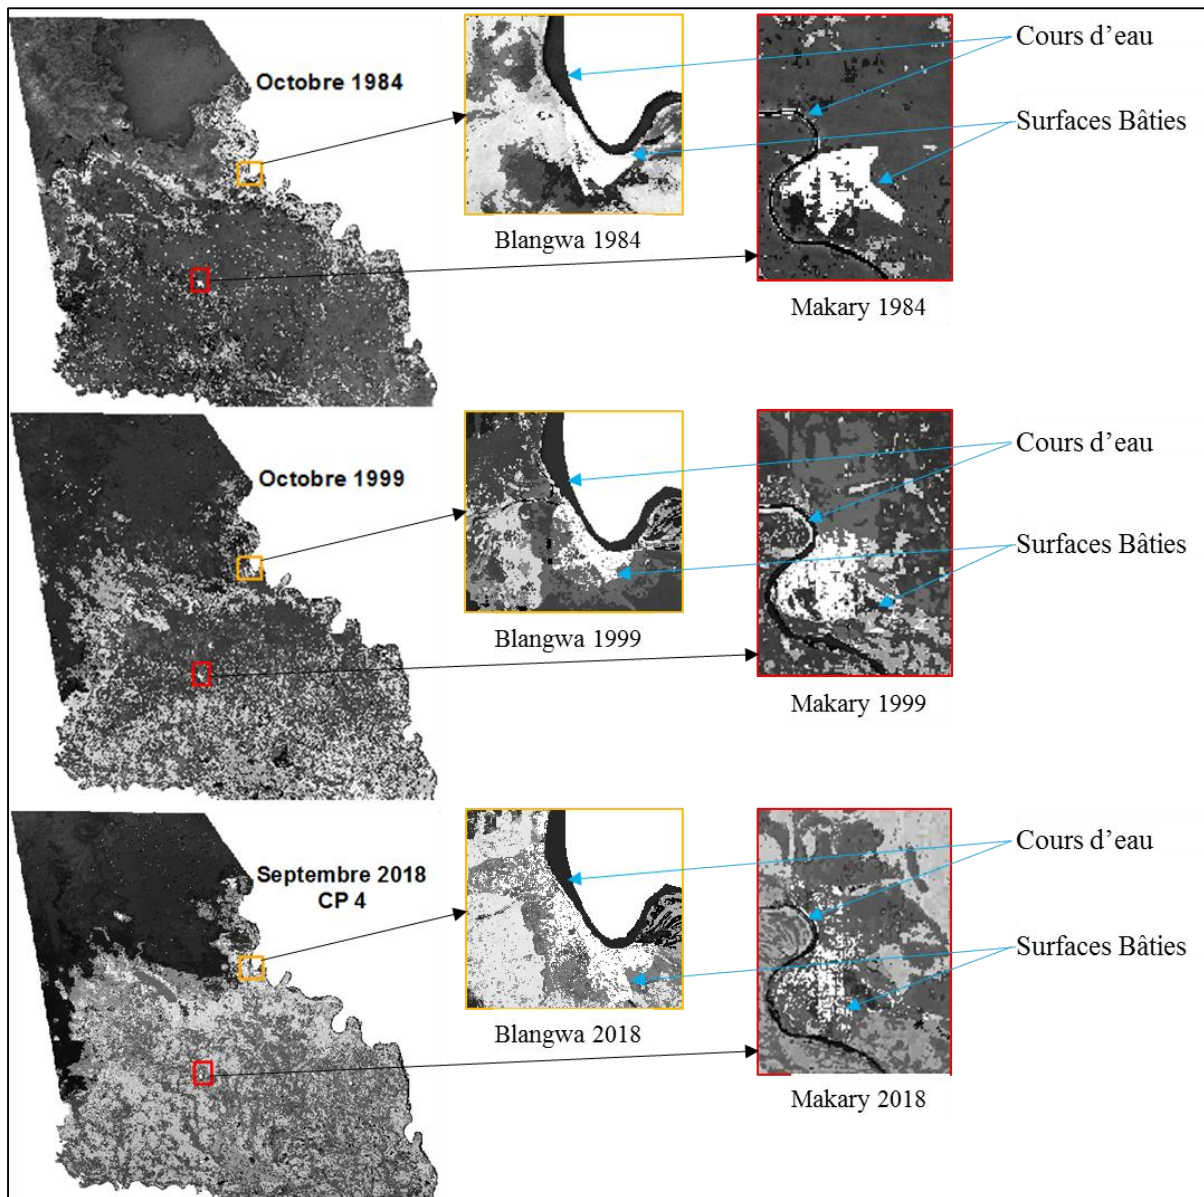 Octobre 1984
Cours d’eau
Surfaces Bâties
Blangwa 1984
Makary 1984
Octobre 1999
Cours d’eau
Surfaces Bâties
Blangwa 1999
Makary 1999
Septembre 2018
CP 4
Cours d’eau
Surfaces Bâties
Blangwa 2018
Makary 2018